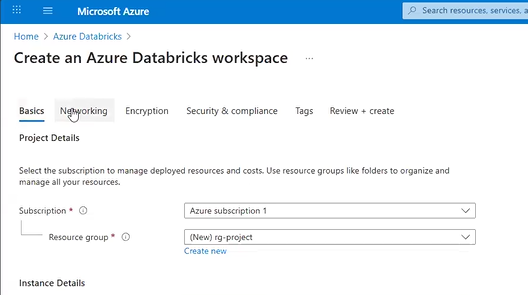 Microsoft Azure
Search resources, services, a
Home > Azure Databricks >
Create an Azure Databricks workspace ...
Basics Networking Encryption Security & compliance Tags Review + create
Project Details
Select the subscription to manage deployed resources and costs. Use resource groups like folders to organize and
manage all your resources.
Subscription * Azure subscription 1
Resource group * (New) rg-project
Create new
Instance Details